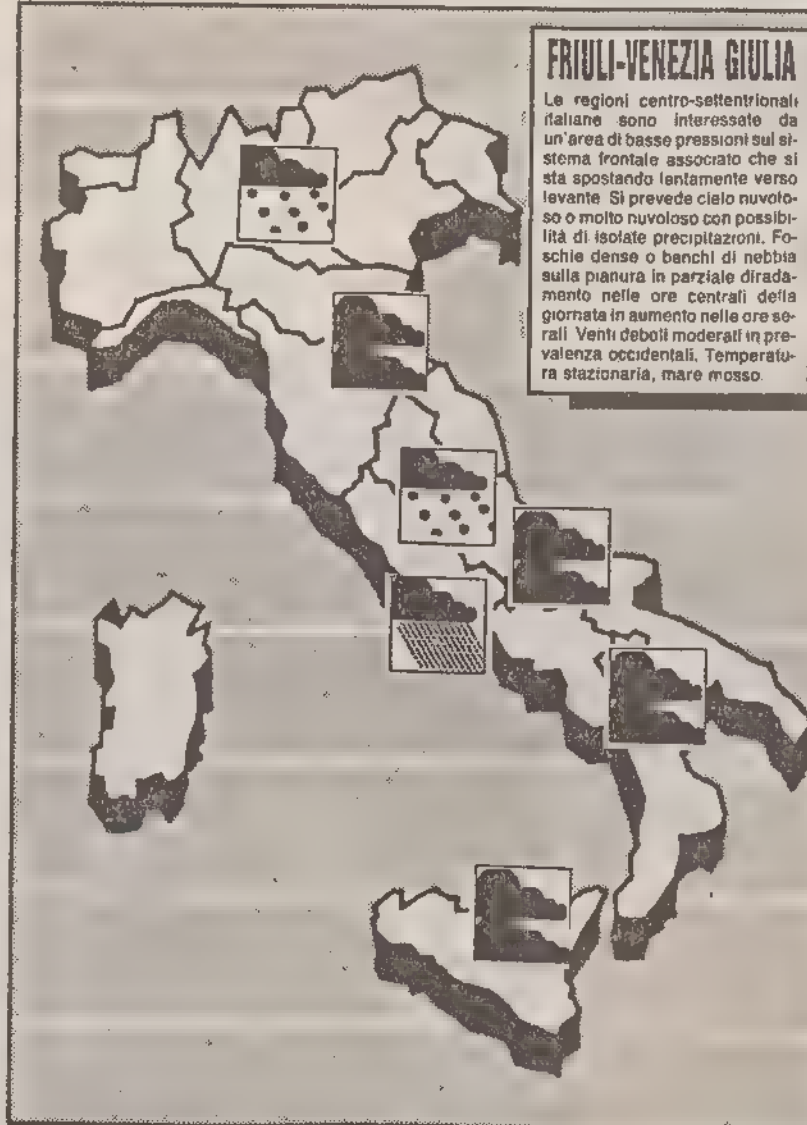 FRIULI-VENEZIA GIULIA
Le regioni centro-settentrionali
italiane sono interessate da
un'area di basse pressioni sul si-
stema frontale associato che si
sta spostando lentamente verso
levante Si prevede cielo nuvolo-
so o molto nuvoloso con possibi-
lità di isolate precipitazioni. Fo-
schie dense o banchi di nebbia
sulla pianura in parziale dirada-
mento nelle ore centrali della
giornata in aumento nelle ore se-
rali Venti deboli moderati in pre-
valenza occidentali. Temperatu-
ra stazionaria, mare mosso.